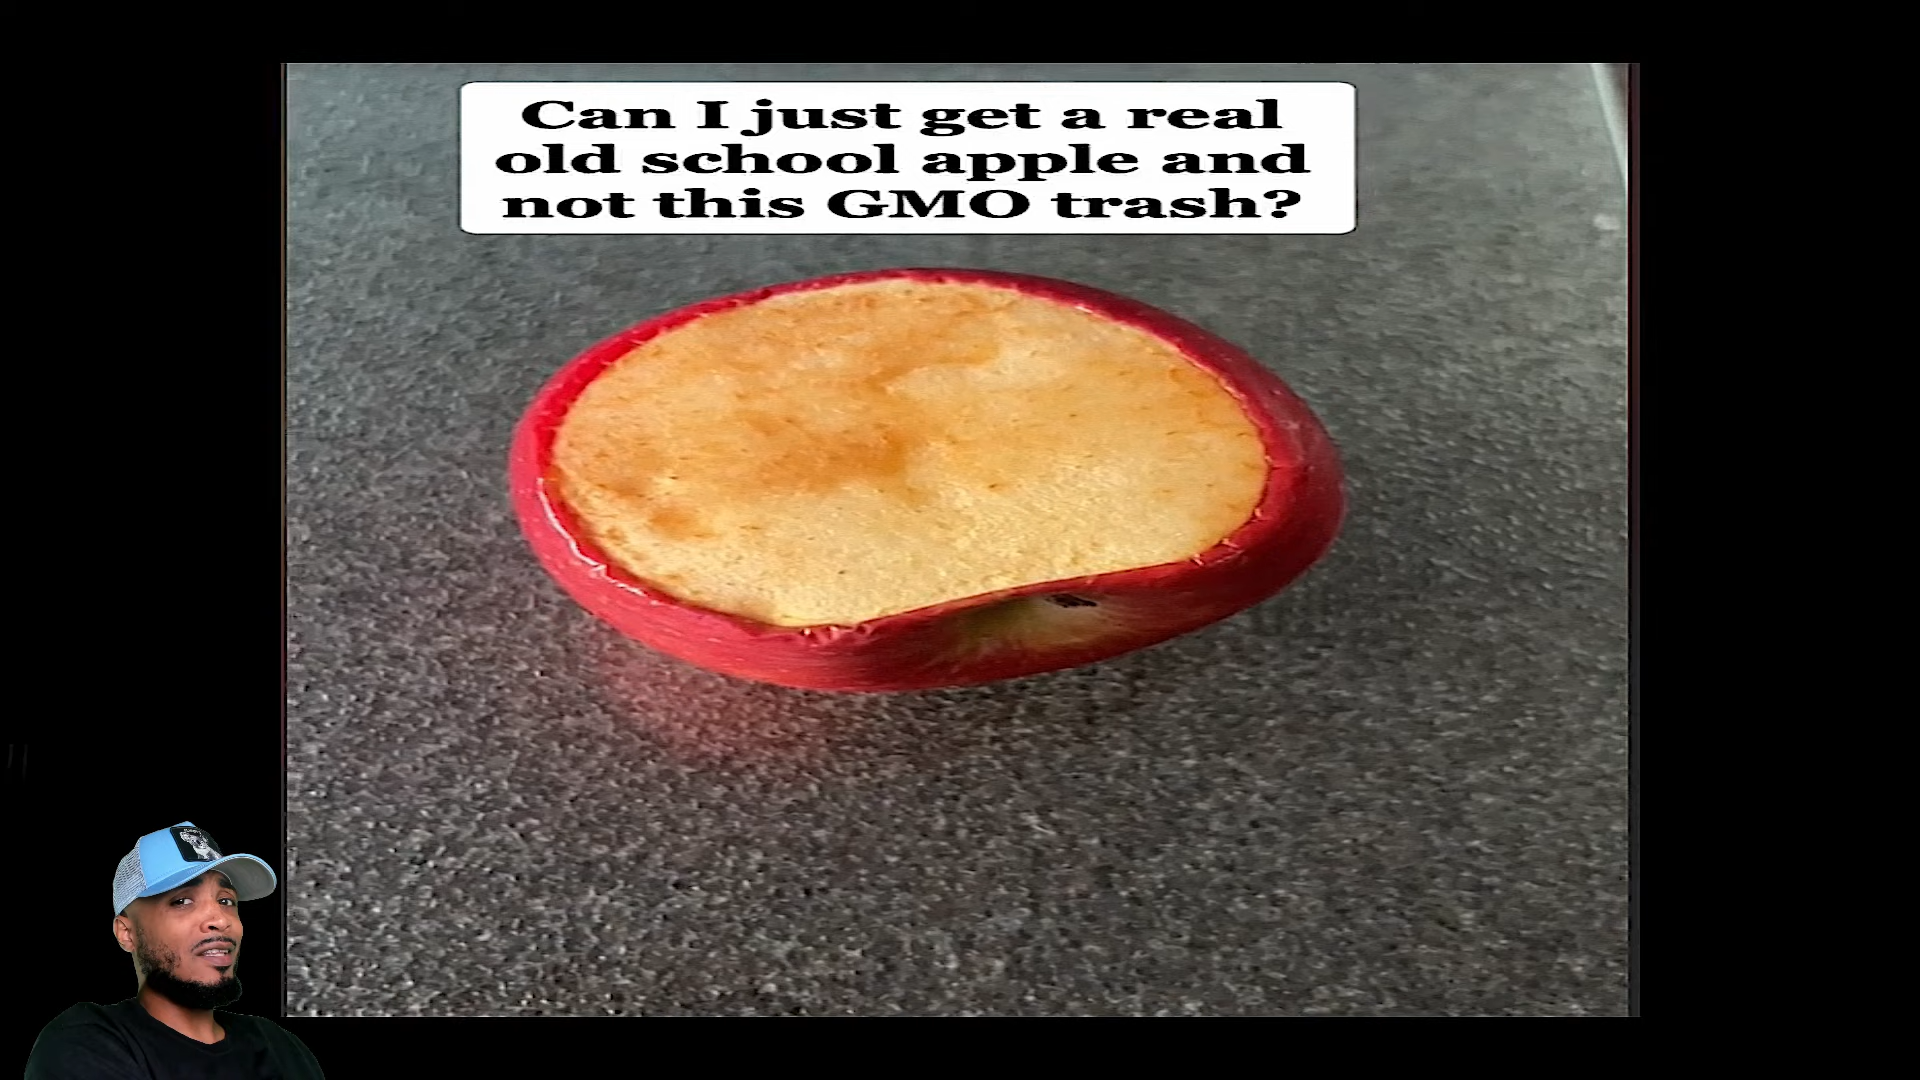 Can I just get a real
old school apple and
not this GMO trash?